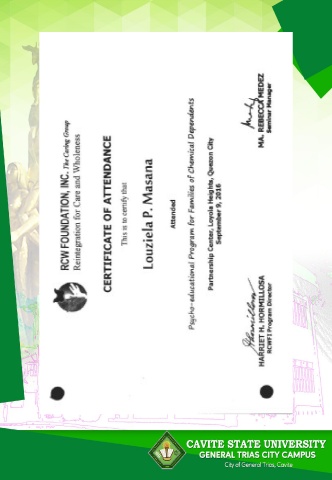 RCW FOUNDATION, INC. The Caring Group
Reintegration for Care and Wholeness
CERTIFICATE OF ATTENDANCE
This is to certify that
Louziela P. Masana
Attended
Psycho-educational Program for Families of Chemical Dependents
Partnership Center, Loyola Heights, Quezon City
September 9, 2018
HARRIET H. HORMILLOSA
RCWFI Program Director
MA. REBECCA MEDEZ
Seminar Manager
CAVITE STATE UNIVERSITY
GENERAL TRIAS CITY CAMPUS
City of General Trias, Cavite